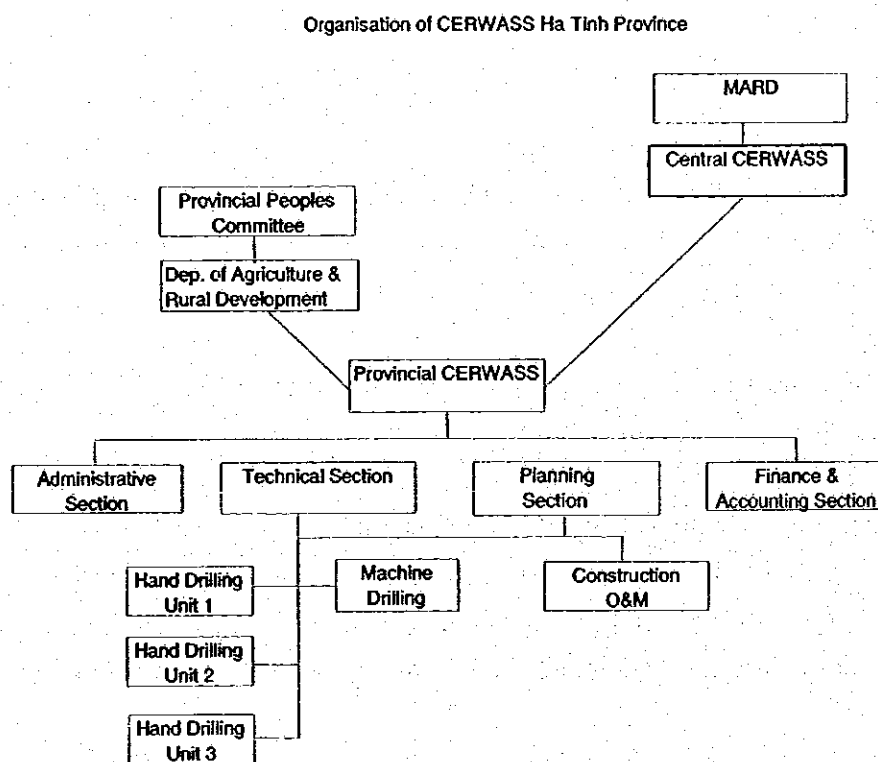 Organisation of CERWASS Ha Tinh Province
MARD
Central CERWASS
Provincial Peoples
Committee
Dep. of Agriculture &
Rural Development
Provincial CERWASS
Administrative
Section
Technical Section
Planning
Section
Finance &
Accounting Section
Hand Drilling
Unit 1
Machine
Drilling
Construction
O&M
Hand Drilling
Unit 2
Hand Drilling
Unit 3